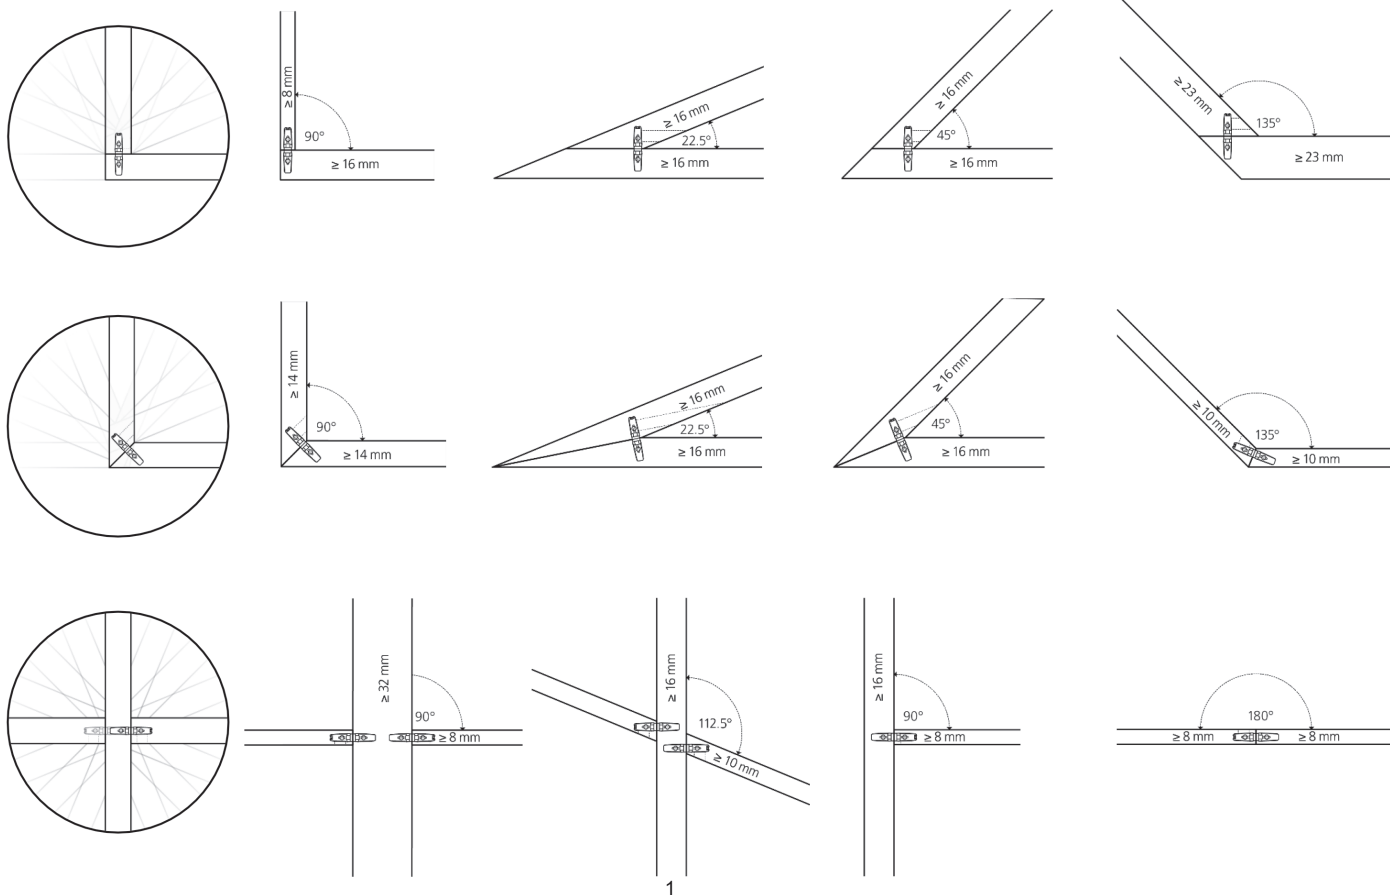 ≥ 8 mm
90°
≥ 16 mm
≥ 16 mm
22.5°
≥ 16 mm
≥ 16 mm
45°
≥ 16 mm
≥ 23 mm
135°
≥ 23 mm
≥ 14 mm
90°
≥ 14 mm
≥ 16 mm
22.5°
≥ 16 mm
≥ 16 mm
45°
≥ 16 mm
≥ 10 mm
135°
≥ 10 mm
≥ 32 mm
90°
≥ 8 mm
≥ 16 mm
112.5°
≥ 10 mm
≥ 16 mm
90°
≥ 8 mm
180°
≥ 8 mm
≥ 8 mm
1